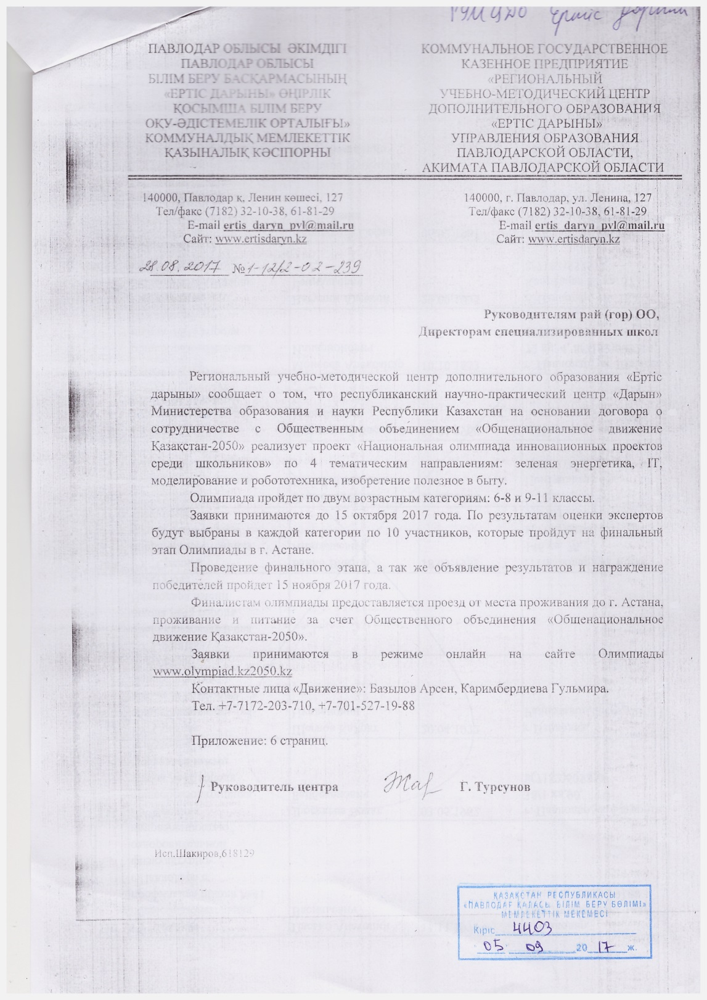 РУМЦДО Ертіс дарыны
ПАВЛОДАР ОБЛЫСЫ ӘКІМДІГІ
ПАВЛОДАР ОБЛЫСЫ
БІЛІМ БЕРУ БАСҚАРМАСЫНЫҢ
«ЕРТІС ДАРЫНЫ» ӨҢІРЛІК
ҚОСЫМША БІЛІМ БЕРУ
ОҚУ-ӘДІСТЕМЕЛІК ОРТАЛЫҒЫ»
КОММУНАЛДЫҚ МЕМЛЕКЕТТІК
ҚАЗЫНАЛЫҚ КӘСІПОРНЫ
КОММУНАЛЬНОЕ ГОСУДАРСТВЕННОЕ
КАЗЕННОЕ ПРЕДПРИЯТИЕ
«РЕГИОНАЛЬНЫЙ
УЧЕБНО-МЕТОДИЧЕСКИЙ ЦЕНТР
ДОПОЛНИТЕЛЬНОГО ОБРАЗОВАНИЯ
«ЕРТІС ДАРЫНЫ»
УПРАВЛЕНИЯ ОБРАЗОВАНИЯ
ПАВЛОДАРСКОЙ ОБЛАСТИ,
АКИМАТА ПАВЛОДАРСКОЙ ОБЛАСТИ
140000, Павлодар қ, Ленин көшесі, 127
Тел/факс (7182) 32-10-38, 61-81-29
E-mail ertis_daryn_pvl@mail.ru
Сайт: www.ertisdaryn.kz
140000, г. Павлодар, ул. Ленина, 127
Тел/факс (7182) 32-10-38, 61-81-29
E-mail ertis_daryn_pvl@mail.ru
Сайт: www.ertisdaryn.kz
28.08.2017 № 1-12/2-02-239
Руководителям рай (гор) ОО,
Директорам специализированных школ
Региональный учебно-методической центр дополнительного образования «Ертіс
дарыны» сообщает о том, что республиканский научно-практический центр «Дарын»
Министерства образования и науки Республики Казахстан на основании договора о
сотрудничестве с Общественным объединением «Общенациональное движение
Қазақстан-2050» реализует проект «Национальная олимпиада инновационных проектов
среди школьников» по 4 тематическим направлениям: зеленая энергетика, IT,
моделирование и робототехника, изобретение полезное в быту.
Олимпиада пройдет по двум возрастным категориям: 6-8 и 9-11 классы.
Заявки принимаются до 15 октября 2017 года. По результатам оценки экспертов
будут выбраны в каждой категории по 10 участников, которые пройдут на финальный
этап Олимпиады в г. Астане.
Проведение финального этапа, а так же объявление результатов и награждение
победителей пройдет 15 ноября 2017 года.
Финалистам олимпиады предоставляется проезд от места проживания до г. Астана,
проживание и питание за счет Общественного объединения «Общенациональное
движение Қазақстан-2050».
Заявки принимаются в режиме онлайн на сайте Олимпиады
www.olympiad.kz2050.kz
Контактные лица «Движение»: Базылов Арсен, Каримбердиева Гульмира.
Тел. +7-7172-203-710, +7-701-527-19-88
Приложение: 6 страниц.
Руководитель центра Г. Турсунов
Исп.Шакиров,618129
ҚАЗАҚСТАН РЕСПУБЛИКАСЫ
«ПАВЛОДАР ҚАЛАСЫ БІЛІМ БЕРУ БӨЛІМІ»
МЕМЛЕКЕТТІК МЕКЕМЕСІ
Кіріс 4403
05 09 2017 ж.